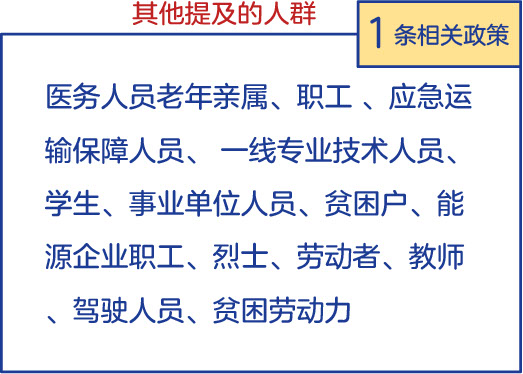 其他提及的人群
1条相关政策
医务人员老年亲属、职工 、应急运
输保障人员、 一线专业技术人员、
学生、事业单位人员、贫困户、能
源企业职工、烈士、劳动者、教师
、驾驶人员、贫困劳动力